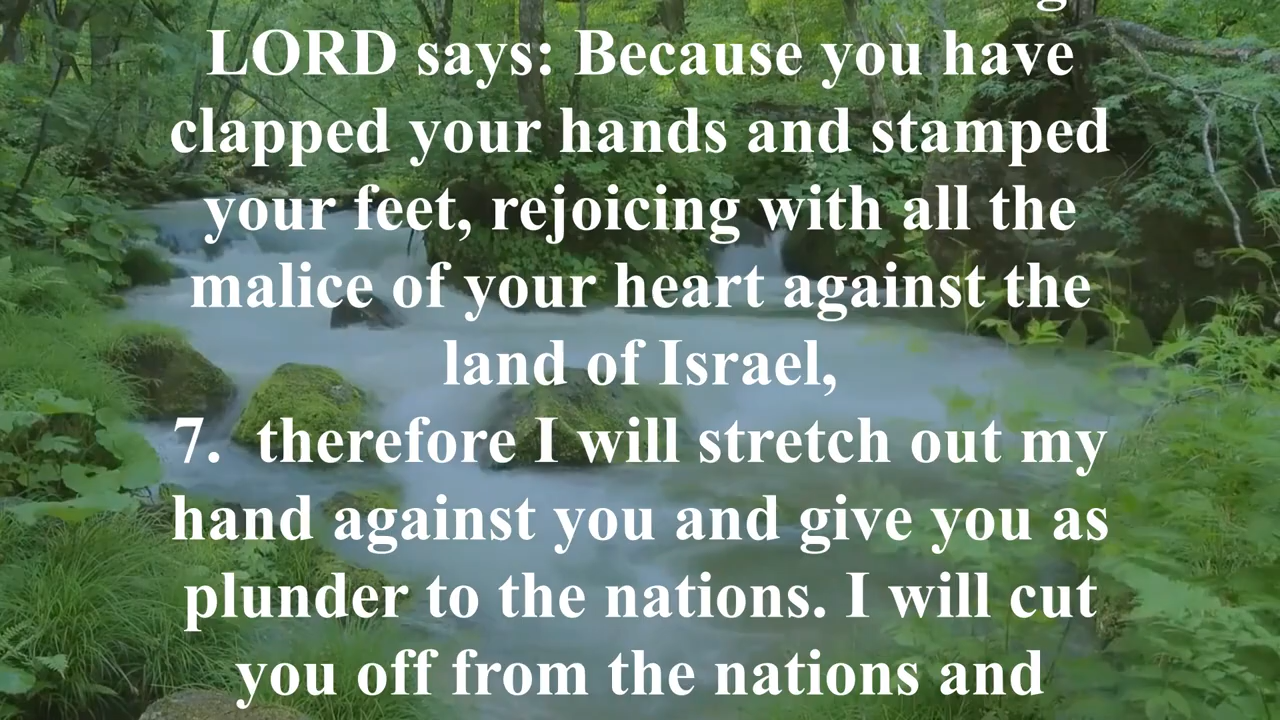 LORD says: Because you have
clapped your hands and stamped
your feet, rejoicing with all the
malice of your heart against the
land of Israel,
7. therefore I will stretch out my
hand against you and give you as
plunder to the nations. I will cut
you off from the nations and